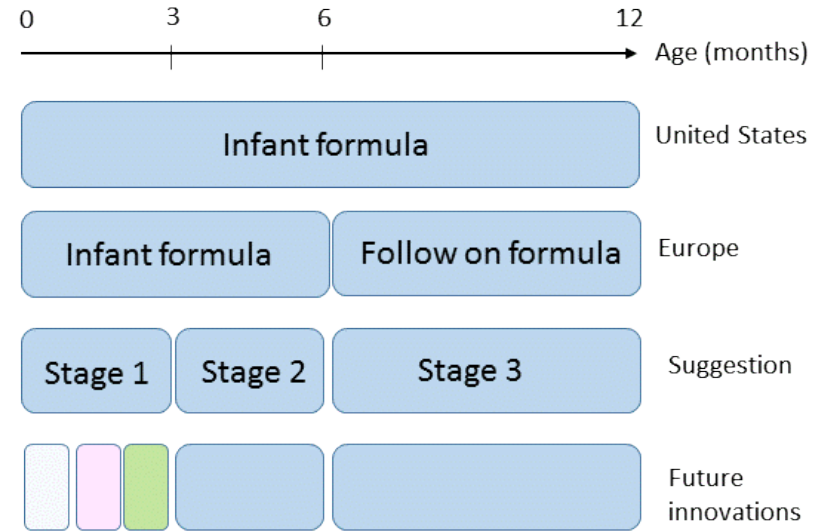 0 3 6 12
Age (months)
Infant formula
United States
Infant formula
Follow on formula
Europe
Stage 1
Stage 2
Stage 3
Suggestion
Future
innovations